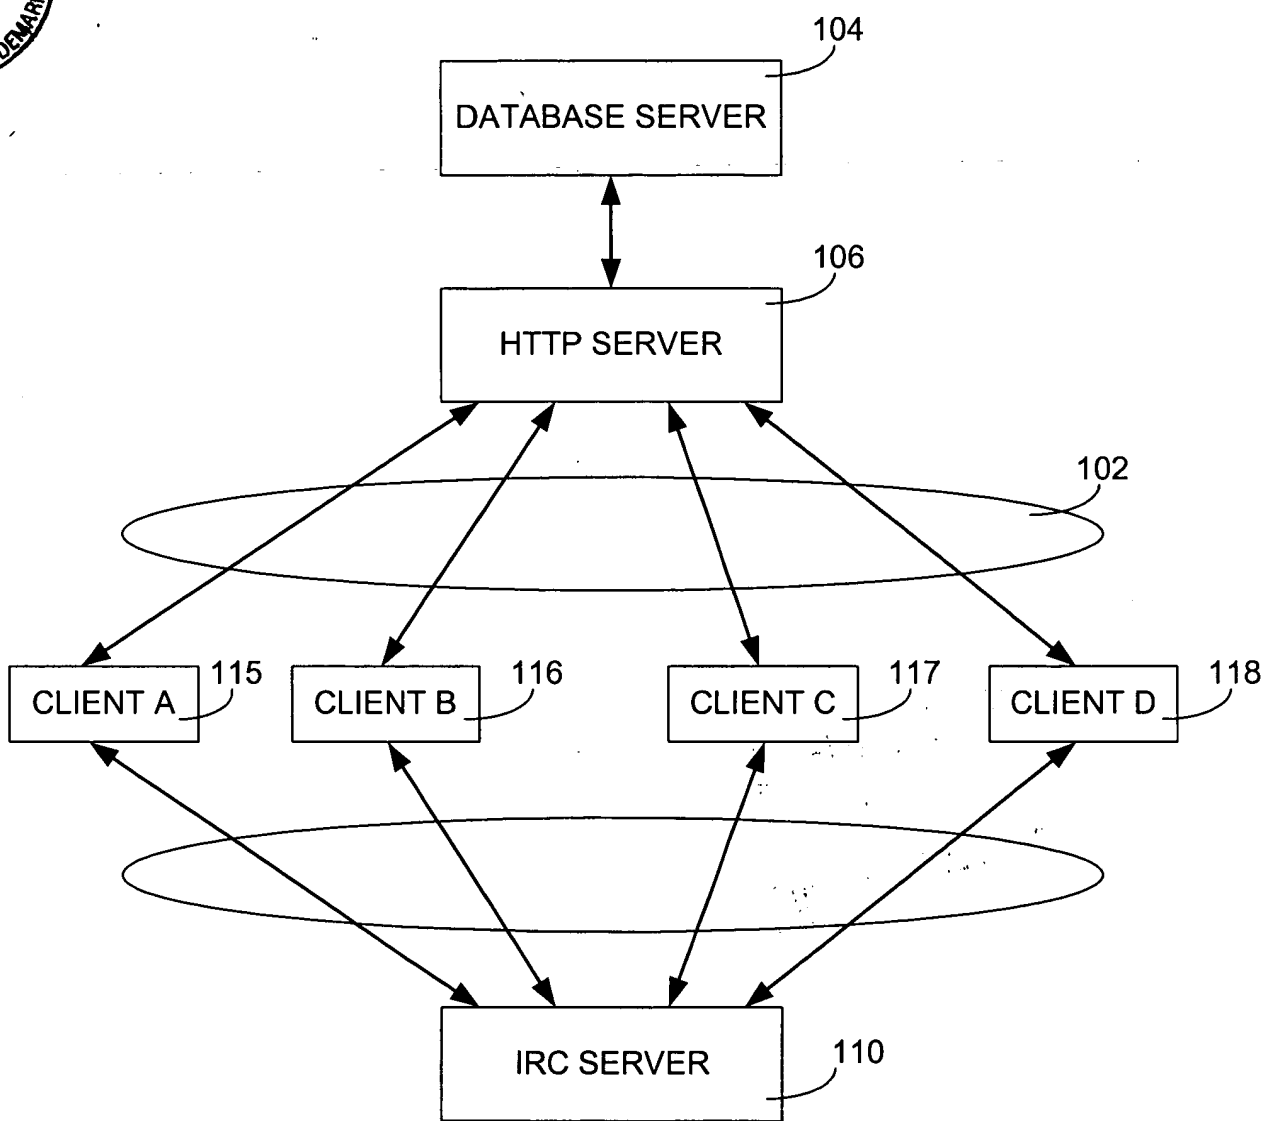 104
DATABASE SERVER
106
HTTP SERVER
102
CLIENT A
115
CLIENT B
116
CLIENT C
117
CLIENT D
118
IRC SERVER
110